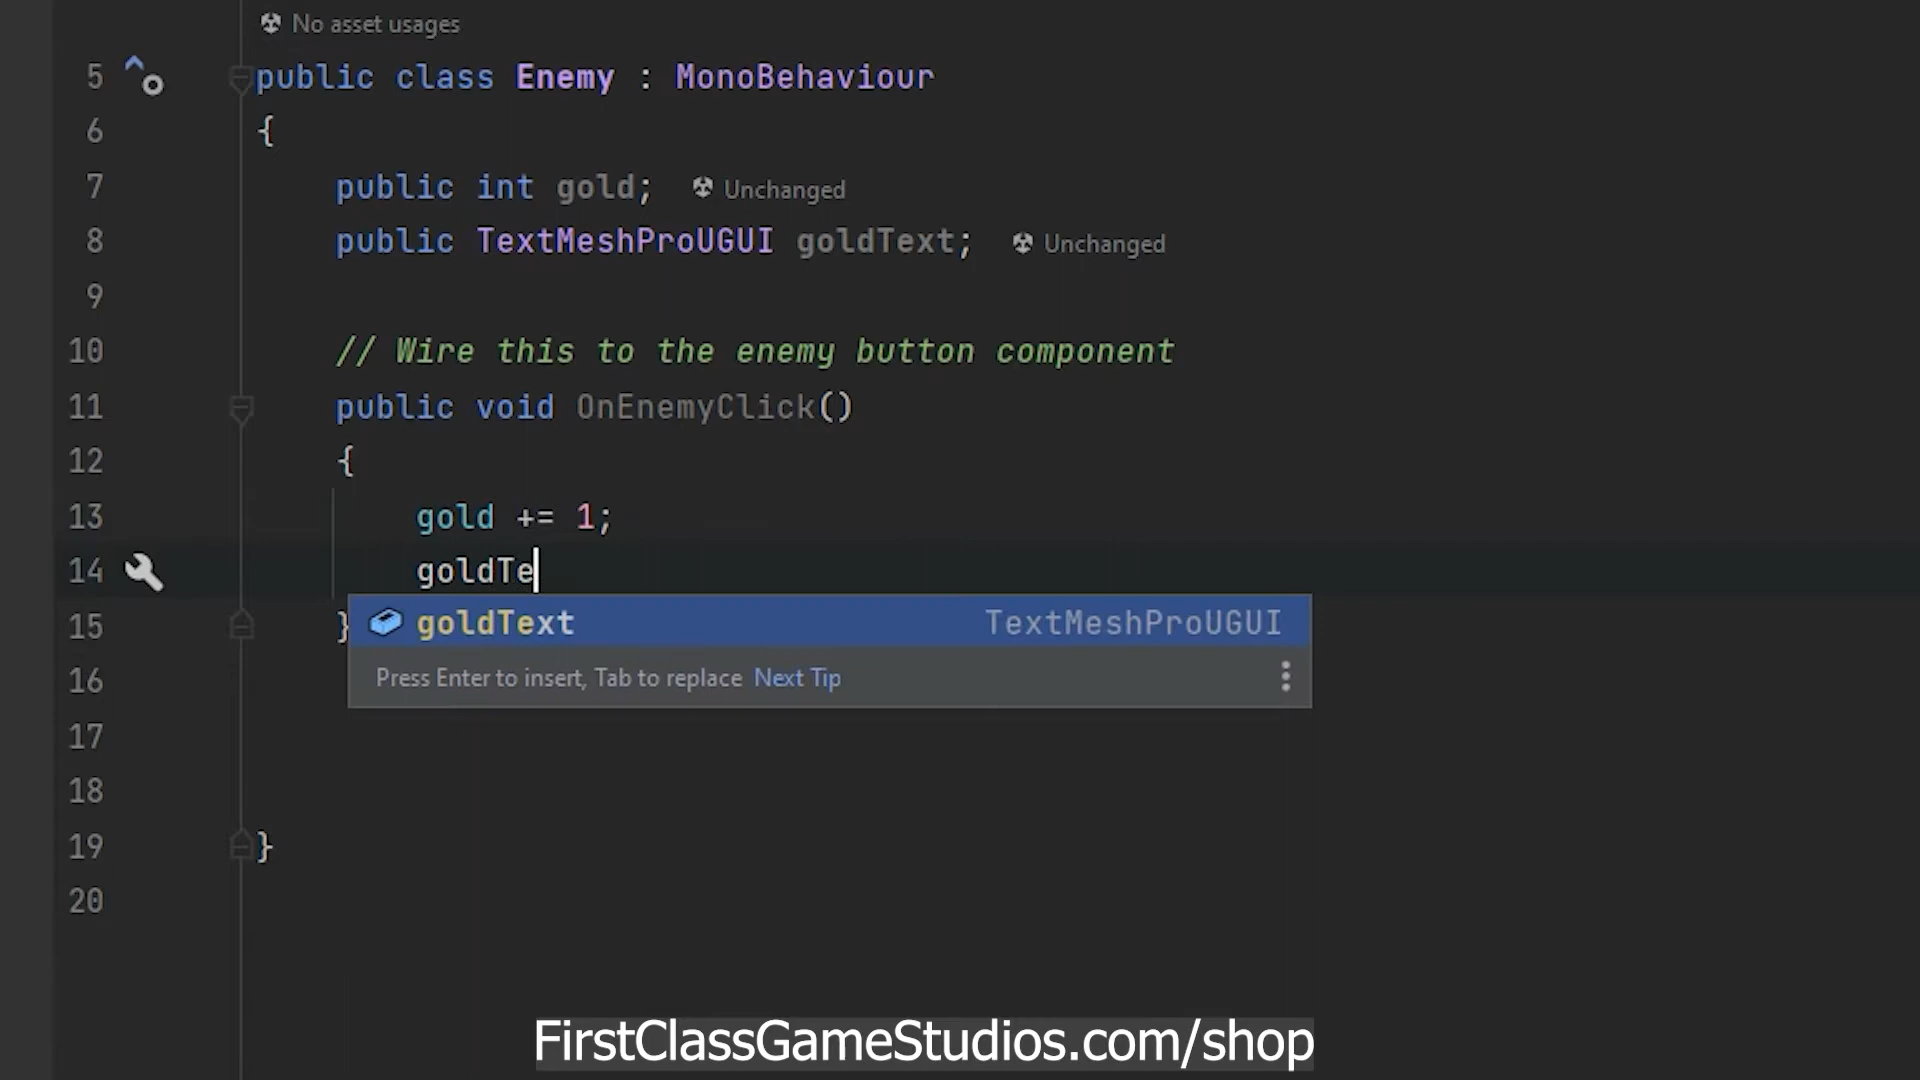 No asset usages
5 public class Enemy : MonoBehaviour
6 {
7 public int gold; Unchanged
8 public TextMeshProUGUI goldText; Unchanged
9
10 // Wire this to the enemy button component
11 public void OnEnemyClick()
12 {
13 gold += 1;
14 goldTe
15 }
goldText TextMeshProUGUI
16
Press Enter to insert, Tab to replace Next Tip
17
18
19 }
20
FirstClassGameStudios.com/shop